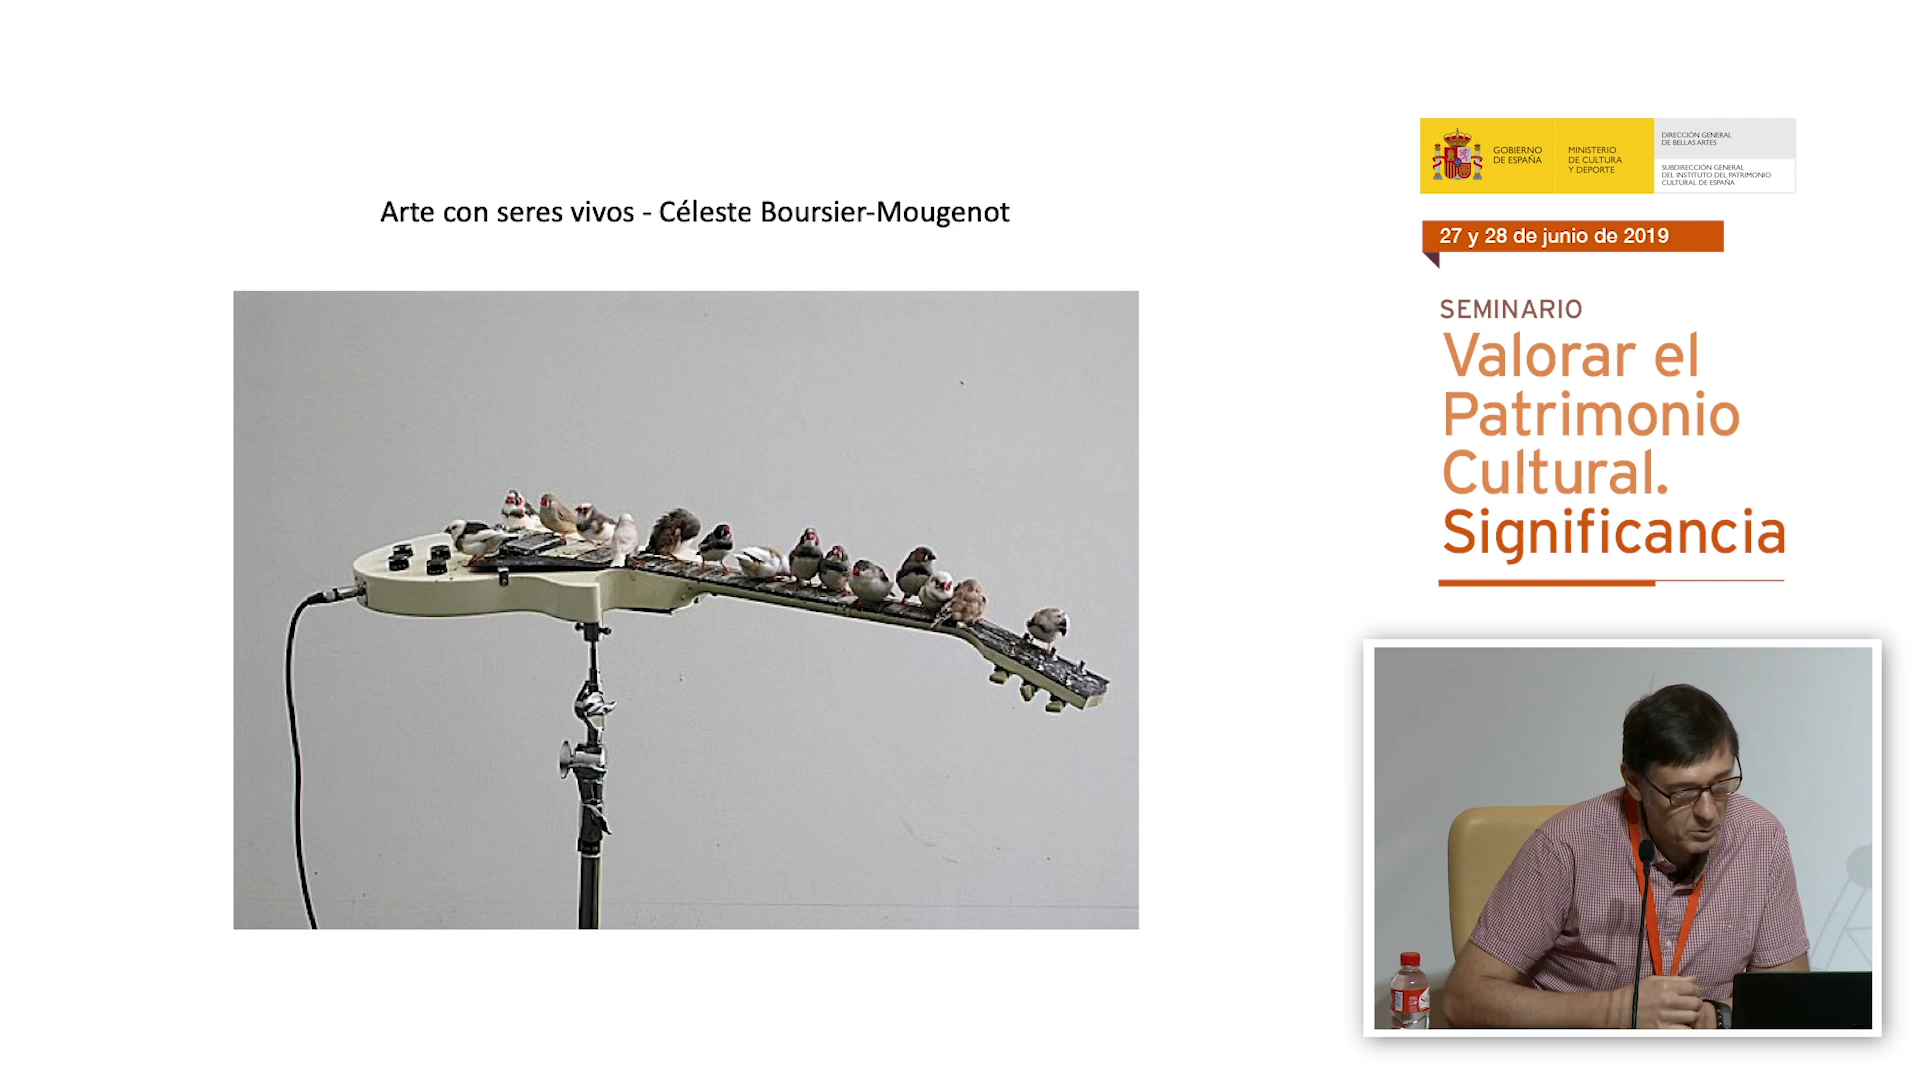 Arte con seres vivos - Céleste Boursier-Mougenot
GOBIERNO
DE ESPAÑA
MINISTERIO
DE CULTURA
Y DEPORTE
DIRECCIÓN GENERAL
DE BELLAS ARTES
SUBDIRECCIÓN GENERAL
DEL INSTITUTO DEL PATRIMONIO
CULTURAL DE ESPAÑA
27 y 28 de junio de 2019
SEMINARIO
Valorar el
Patrimonio
Cultural.
Significancia